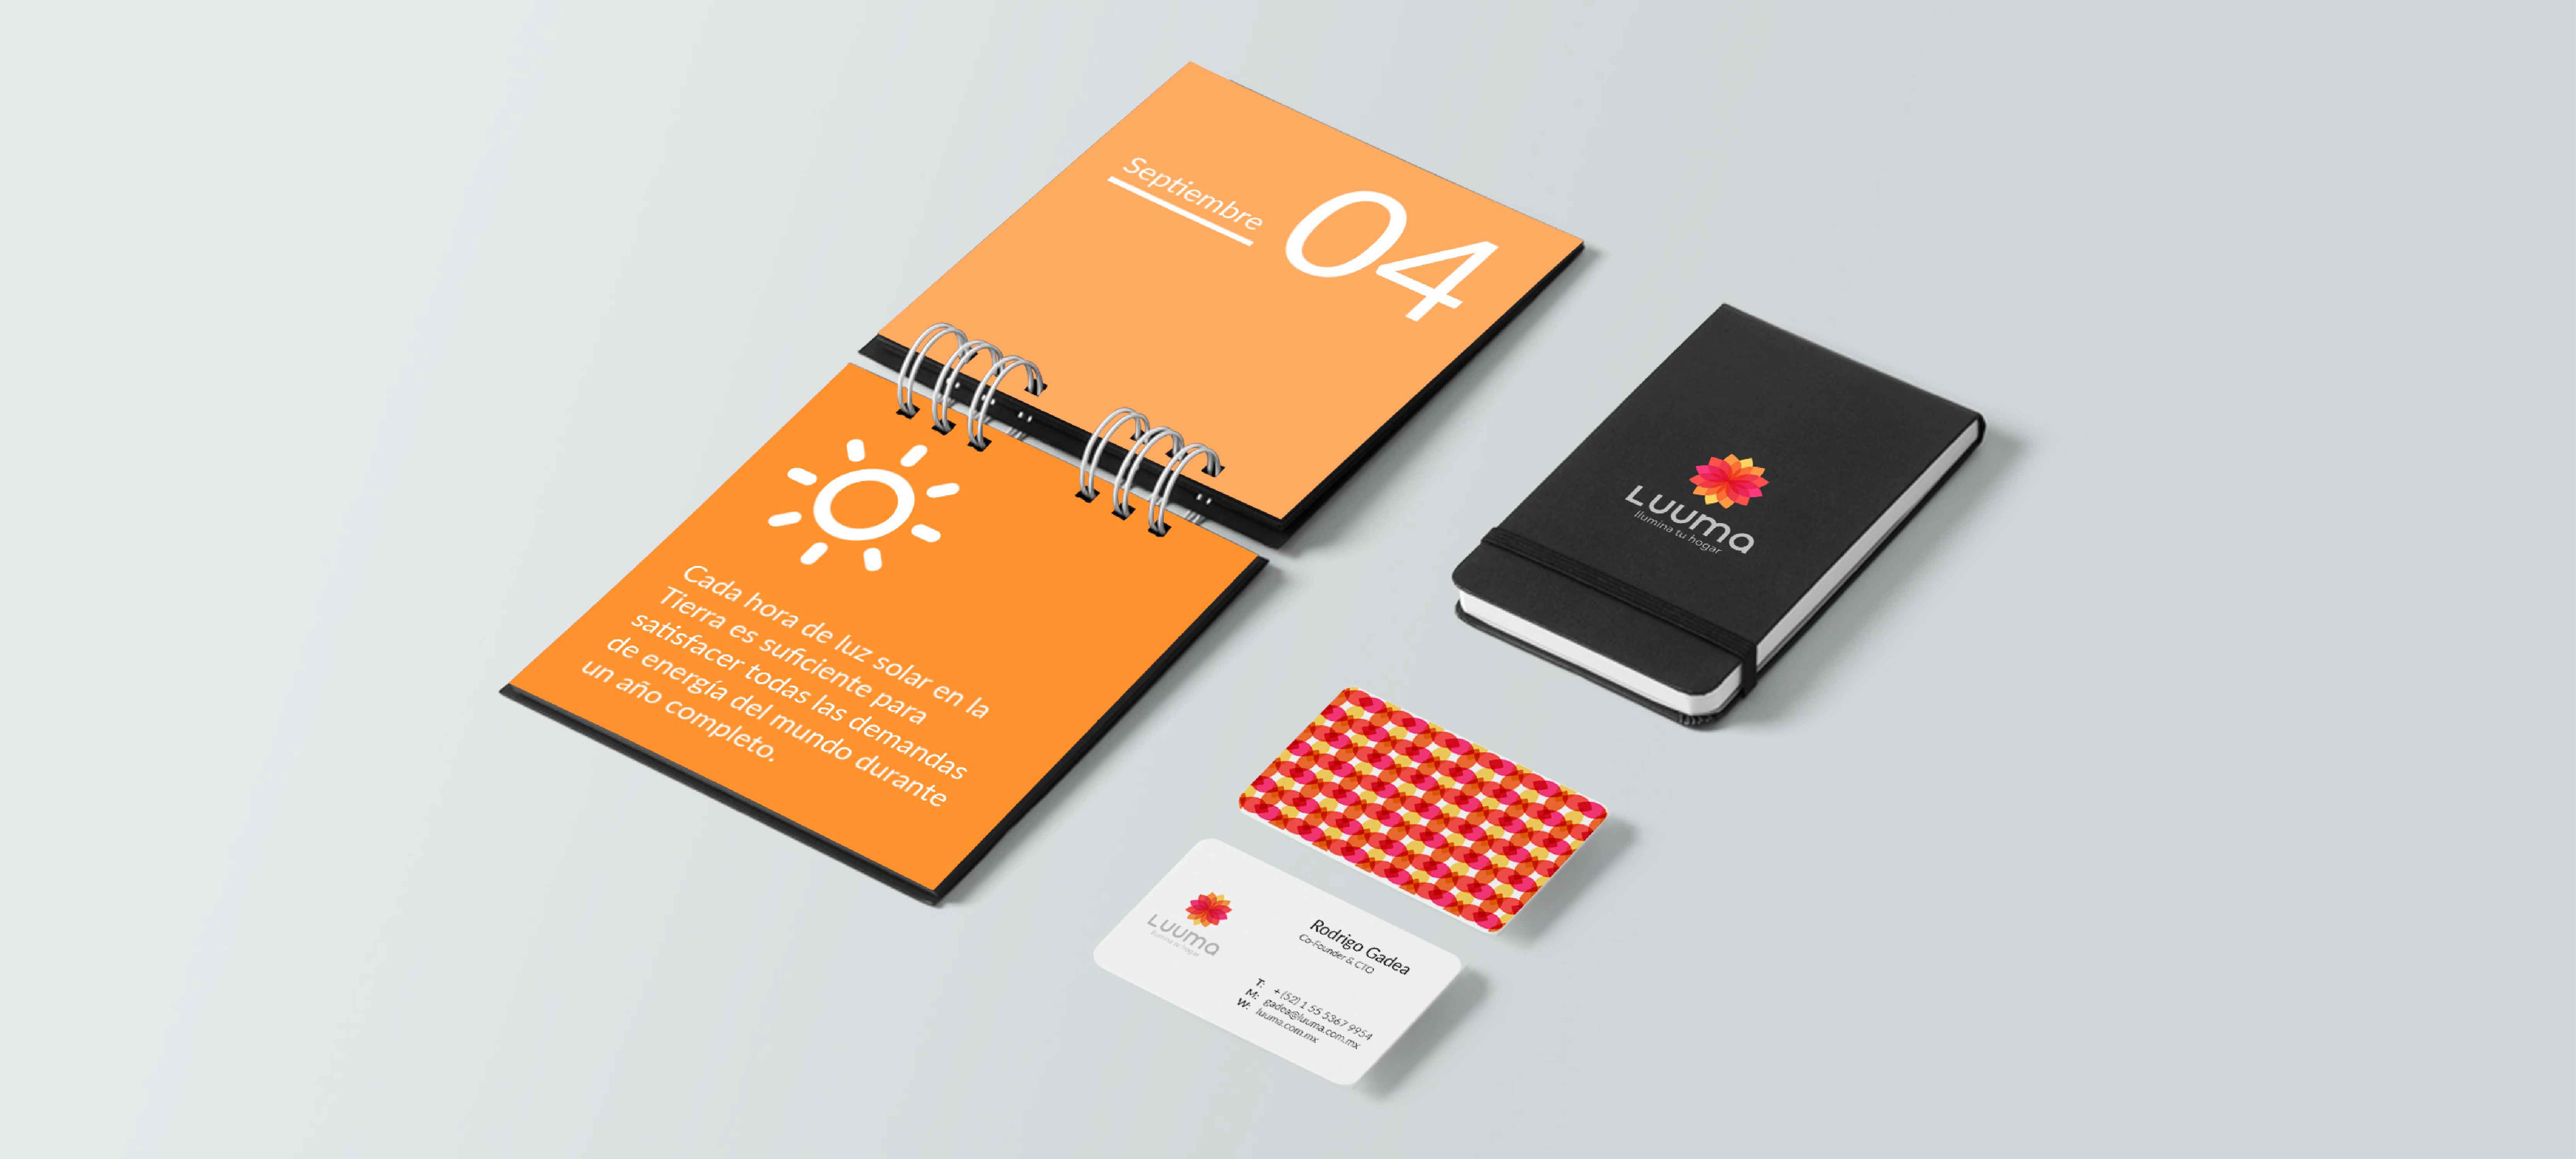 Septiembre
04
Cada hora de luz solar en la
Tierra es suficiente para
satisfacer todas las demandas
de energía del mundo durante
un año completo.
Luuma
Ilumina tu hogar
Luuma
Ilumina tu hogar
Rodrigo Gadea
Co-Founder & CTO
T: + (52) 1 55 5367 9954
M: gadea@luuma.com.mx
W: luuma.com.mx